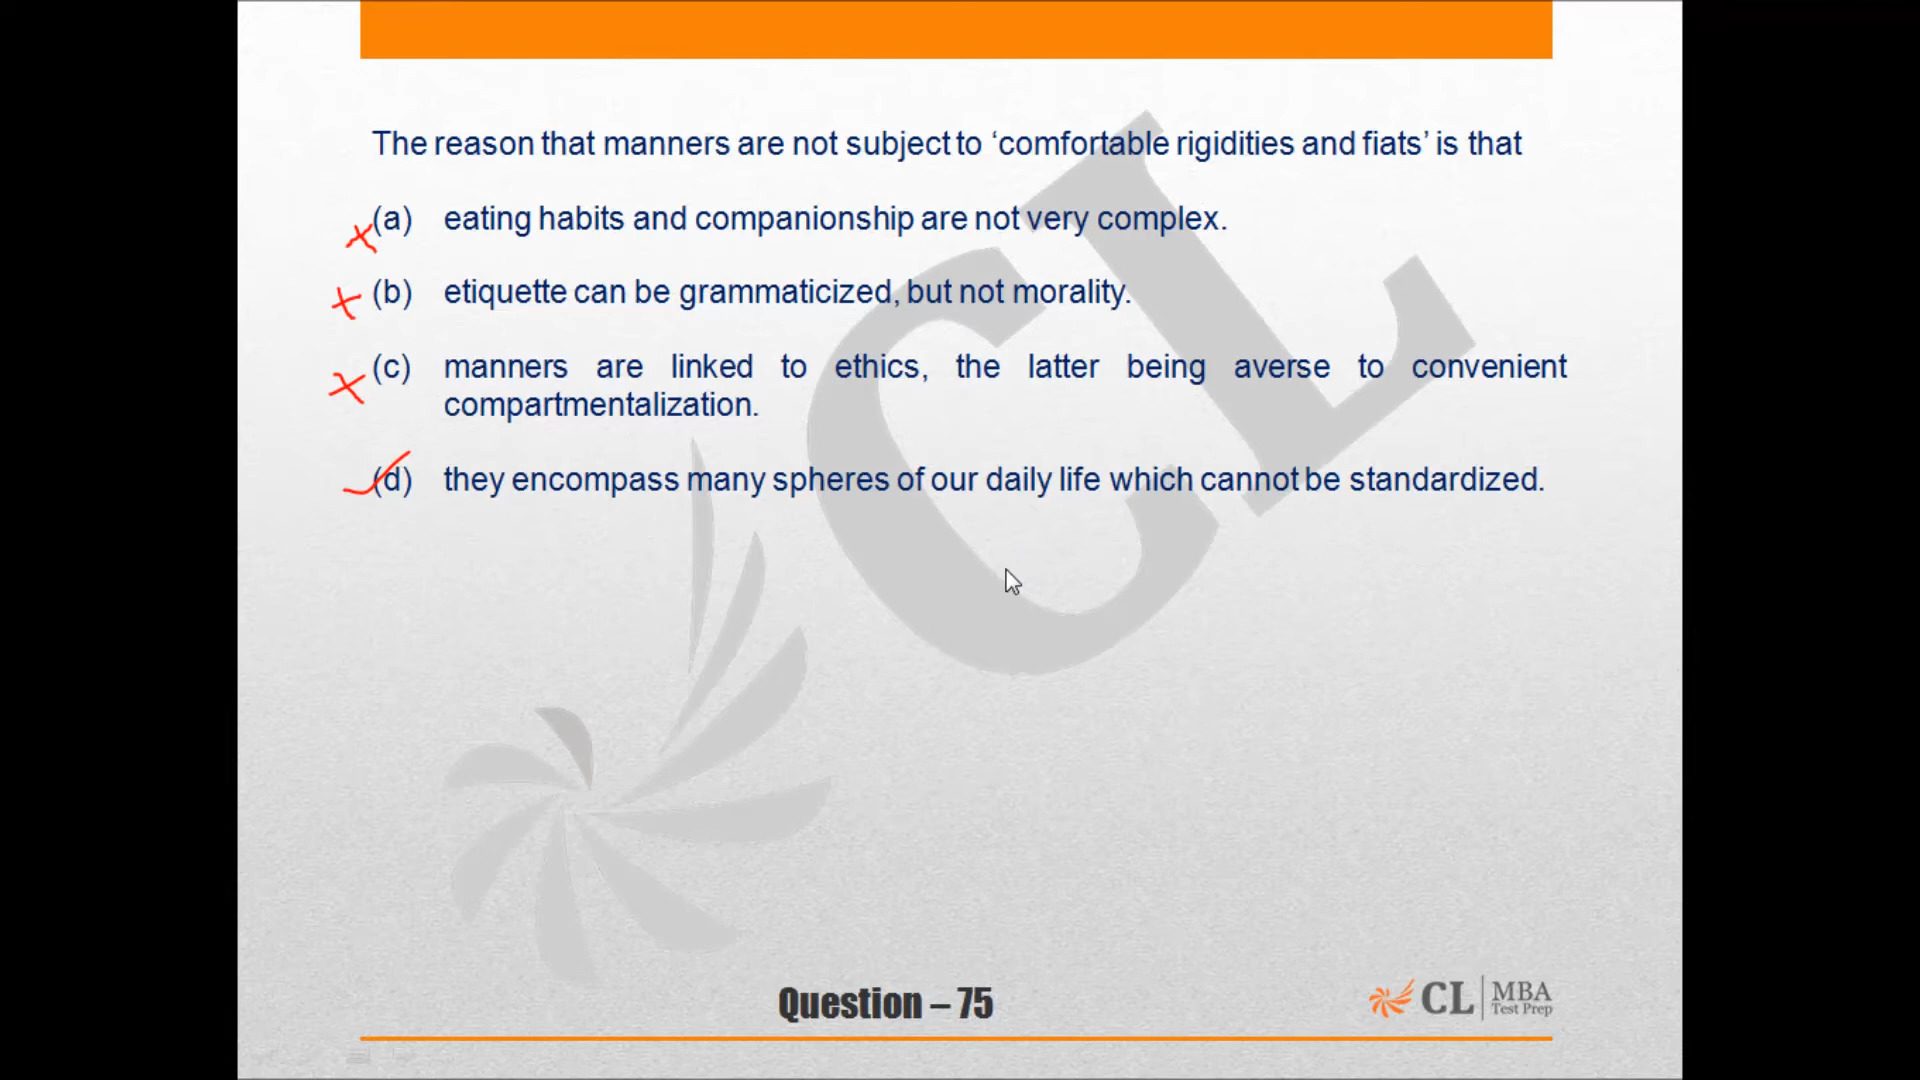 The reason that manners are not subject to ‘comfortable rigidities and fiats’ is that
(a) eating habits and companionship are not very complex.
(b) etiquette can be grammaticized, but not morality.
(c) manners are linked to ethics, the latter being averse to convenient
compartmentalization.
(d) they encompass many spheres of our daily life which cannot be standardized.
CL
Question – 75
CL MBA
Test Prep